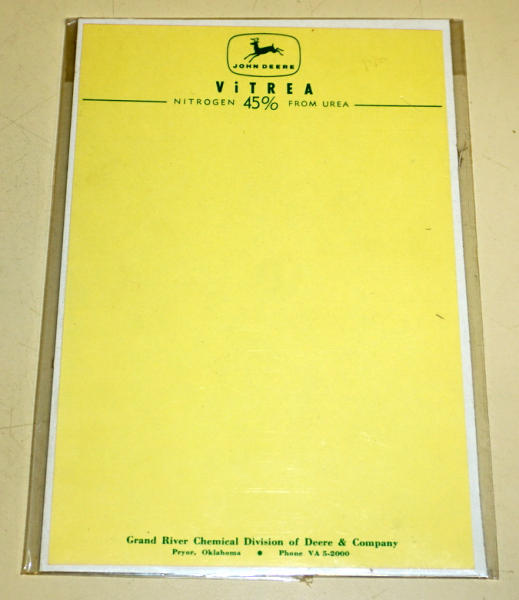 JOHN DEERE
ViTREA
NITROGEN 45% FROM UREA
Grand River Chemical Division of Deere & Company
Pryor, Oklahoma • Phone VA 5-2000